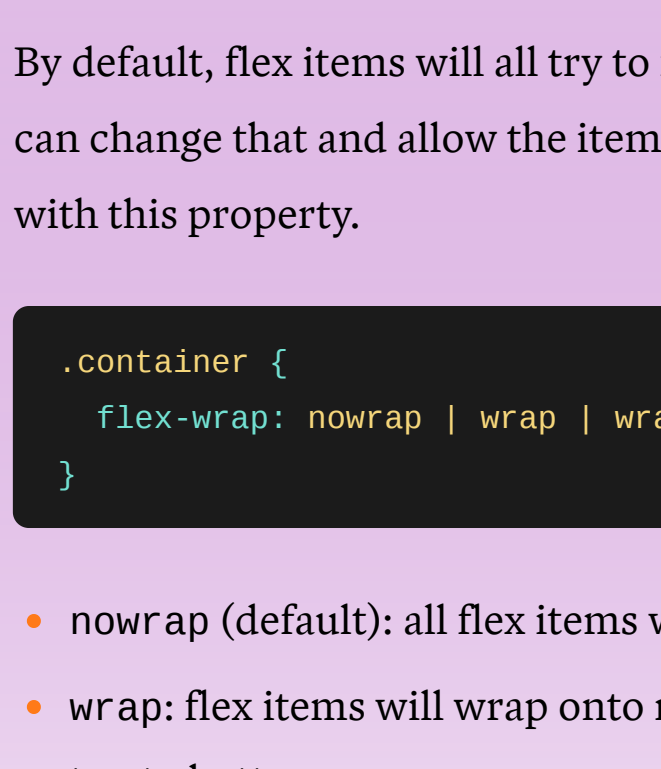 By default, flex items will all try to
can change that and allow the item
with this property.
.container {
flex-wrap: nowrap | wrap | wra
}
nowrap (default): all flex items w
wrap: flex items will wrap onto